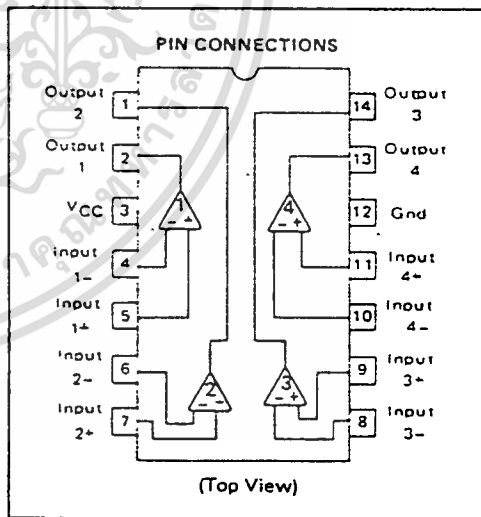 PIN CONNECTIONS
Output 2
1
Output 1
2
VCC
3
Input 1-
4
Input 1+
5
Input 2-
6
Input 2+
7
14
Output 3
13
Output 4
12
Gnd
11
Input 4+
10
Input 4-
9
Input 3+
8
Input 3-
1
- +
4
- +
2
- -
3
- +
(Top View)